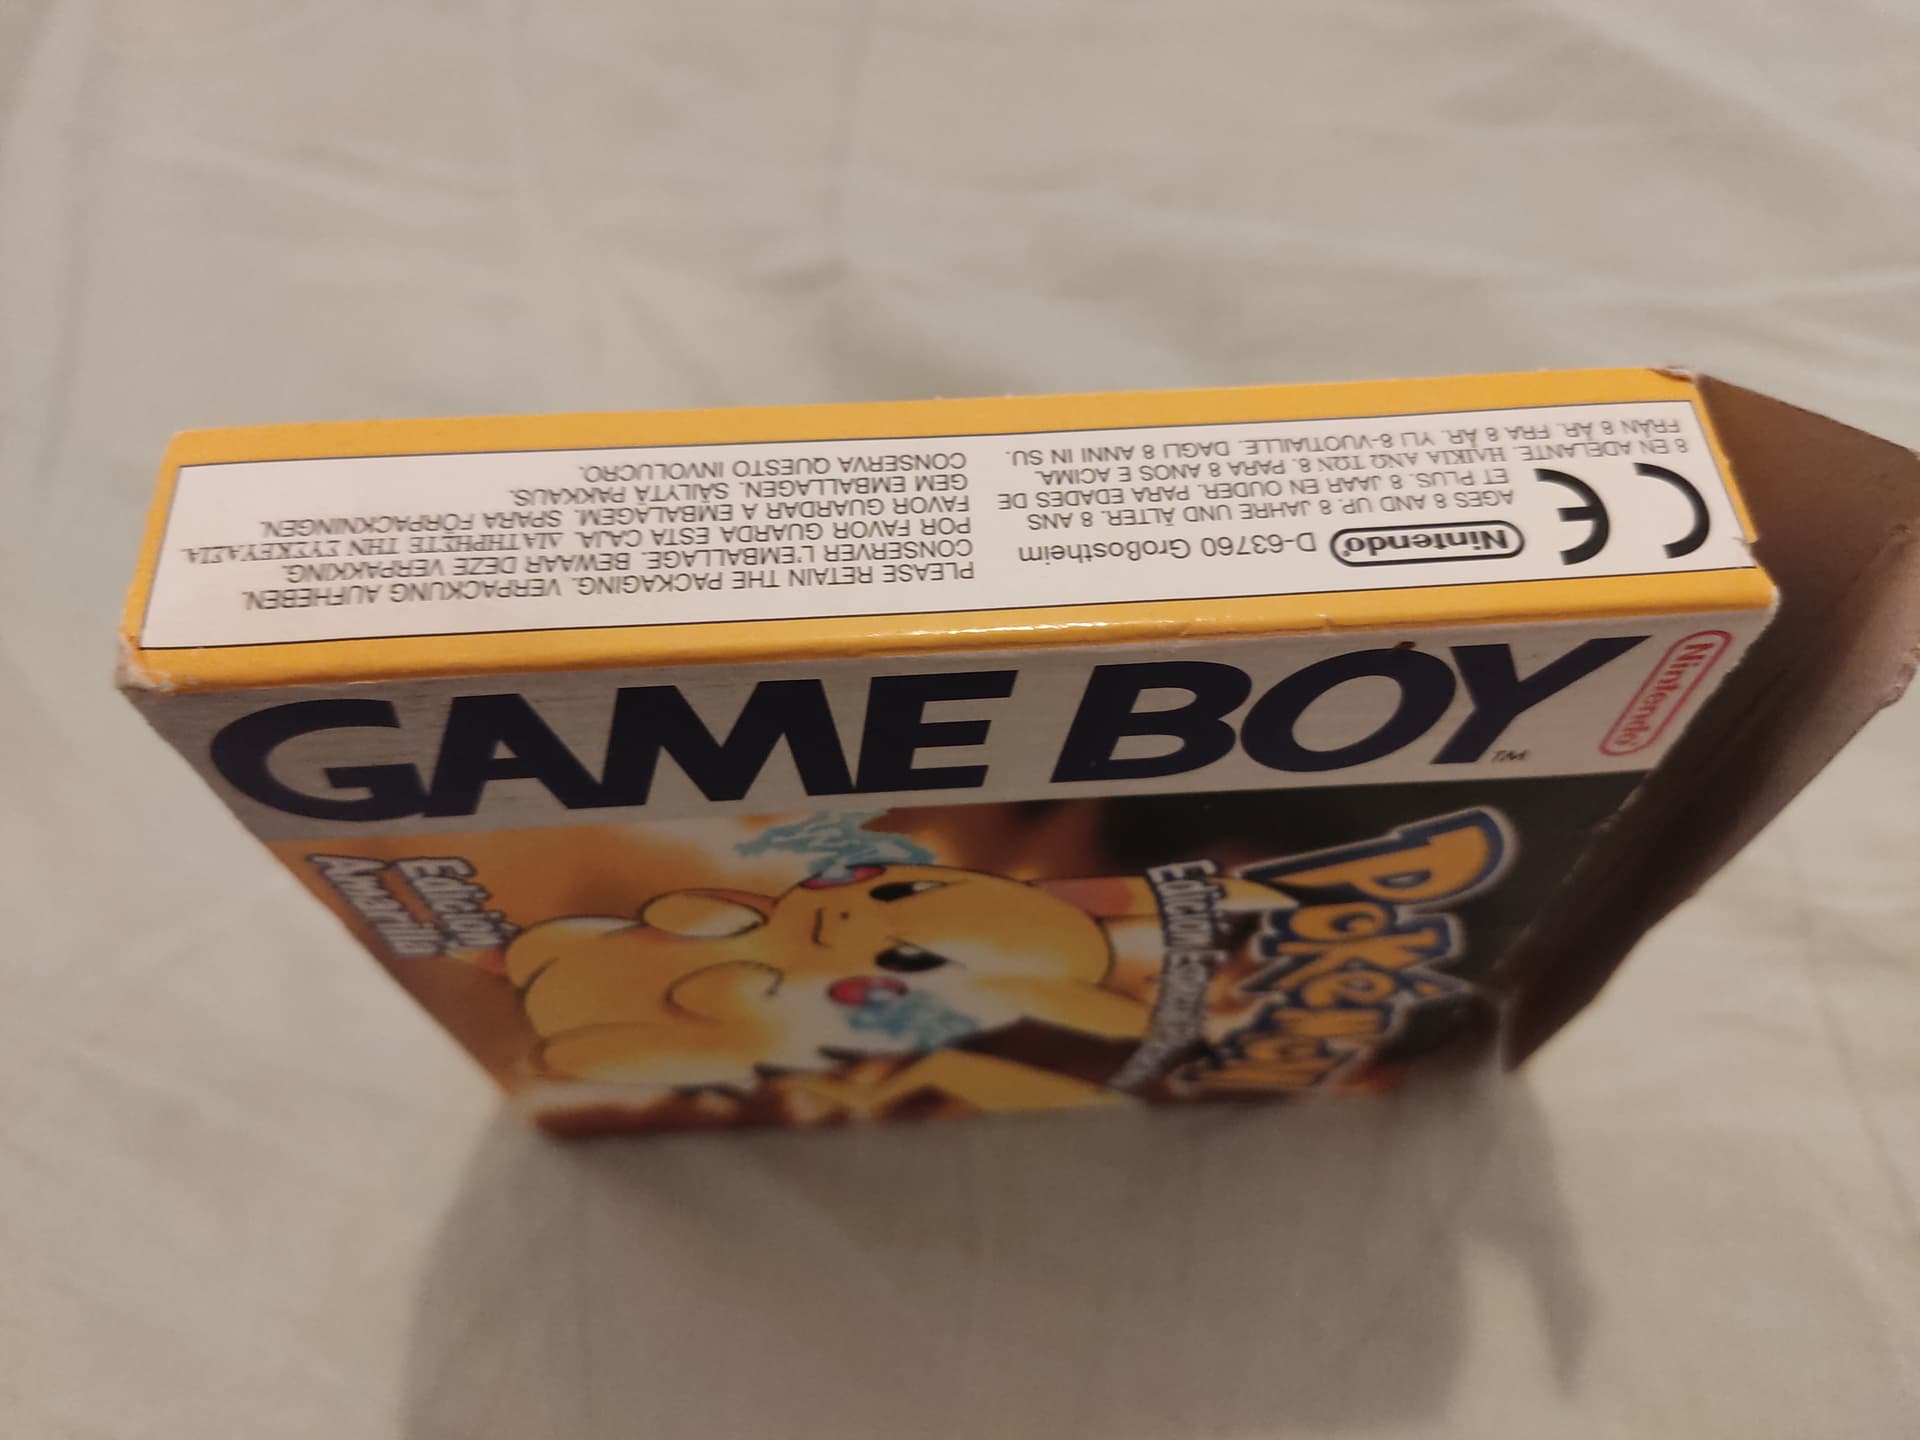 CE
Nintendo D-63760 Großostheim
AGES 8 AND UP. 8 JAHRE UND ÄLTER. 8 ANS
ET PLUS. 8 JAAR EN OUDER. PARA EDADES DE
8 EN ADELANTE. ΗΛΙΚΙΑ ΑΝΩ ΤΩΝ 8. PARA 8 ANOS E ACIMA.
FRÅN 8 ÅR. FRA 8 ÅR. YLI 8-VUOTIAILLE. DAGLI 8 ANNI IN SU.
PLEASE RETAIN THE PACKAGING. VERPACKUNG AUFHEBEN.
CONSERVER L'EMBALLAGE. BEWAAR DEZE VERPAKKING.
POR FAVOR GUARDA ESTA CAJA. ΔΙΑΤΗΡΗΣΤΕ ΤΗΝ ΣΥΣΚΕΥΑΣΙΑ.
FAVOR GUARDAR A EMBALAGEM. SPARA FÖRPACKNINGEN.
GEM EMBALLAGEN. SÄILYTÄ PAKKAUS.
CONSERVA QUESTO INVOLUCRO.
GAME BOY TM
Nintendo®
POKéMON
Edición Especial
Edición
Amarilla